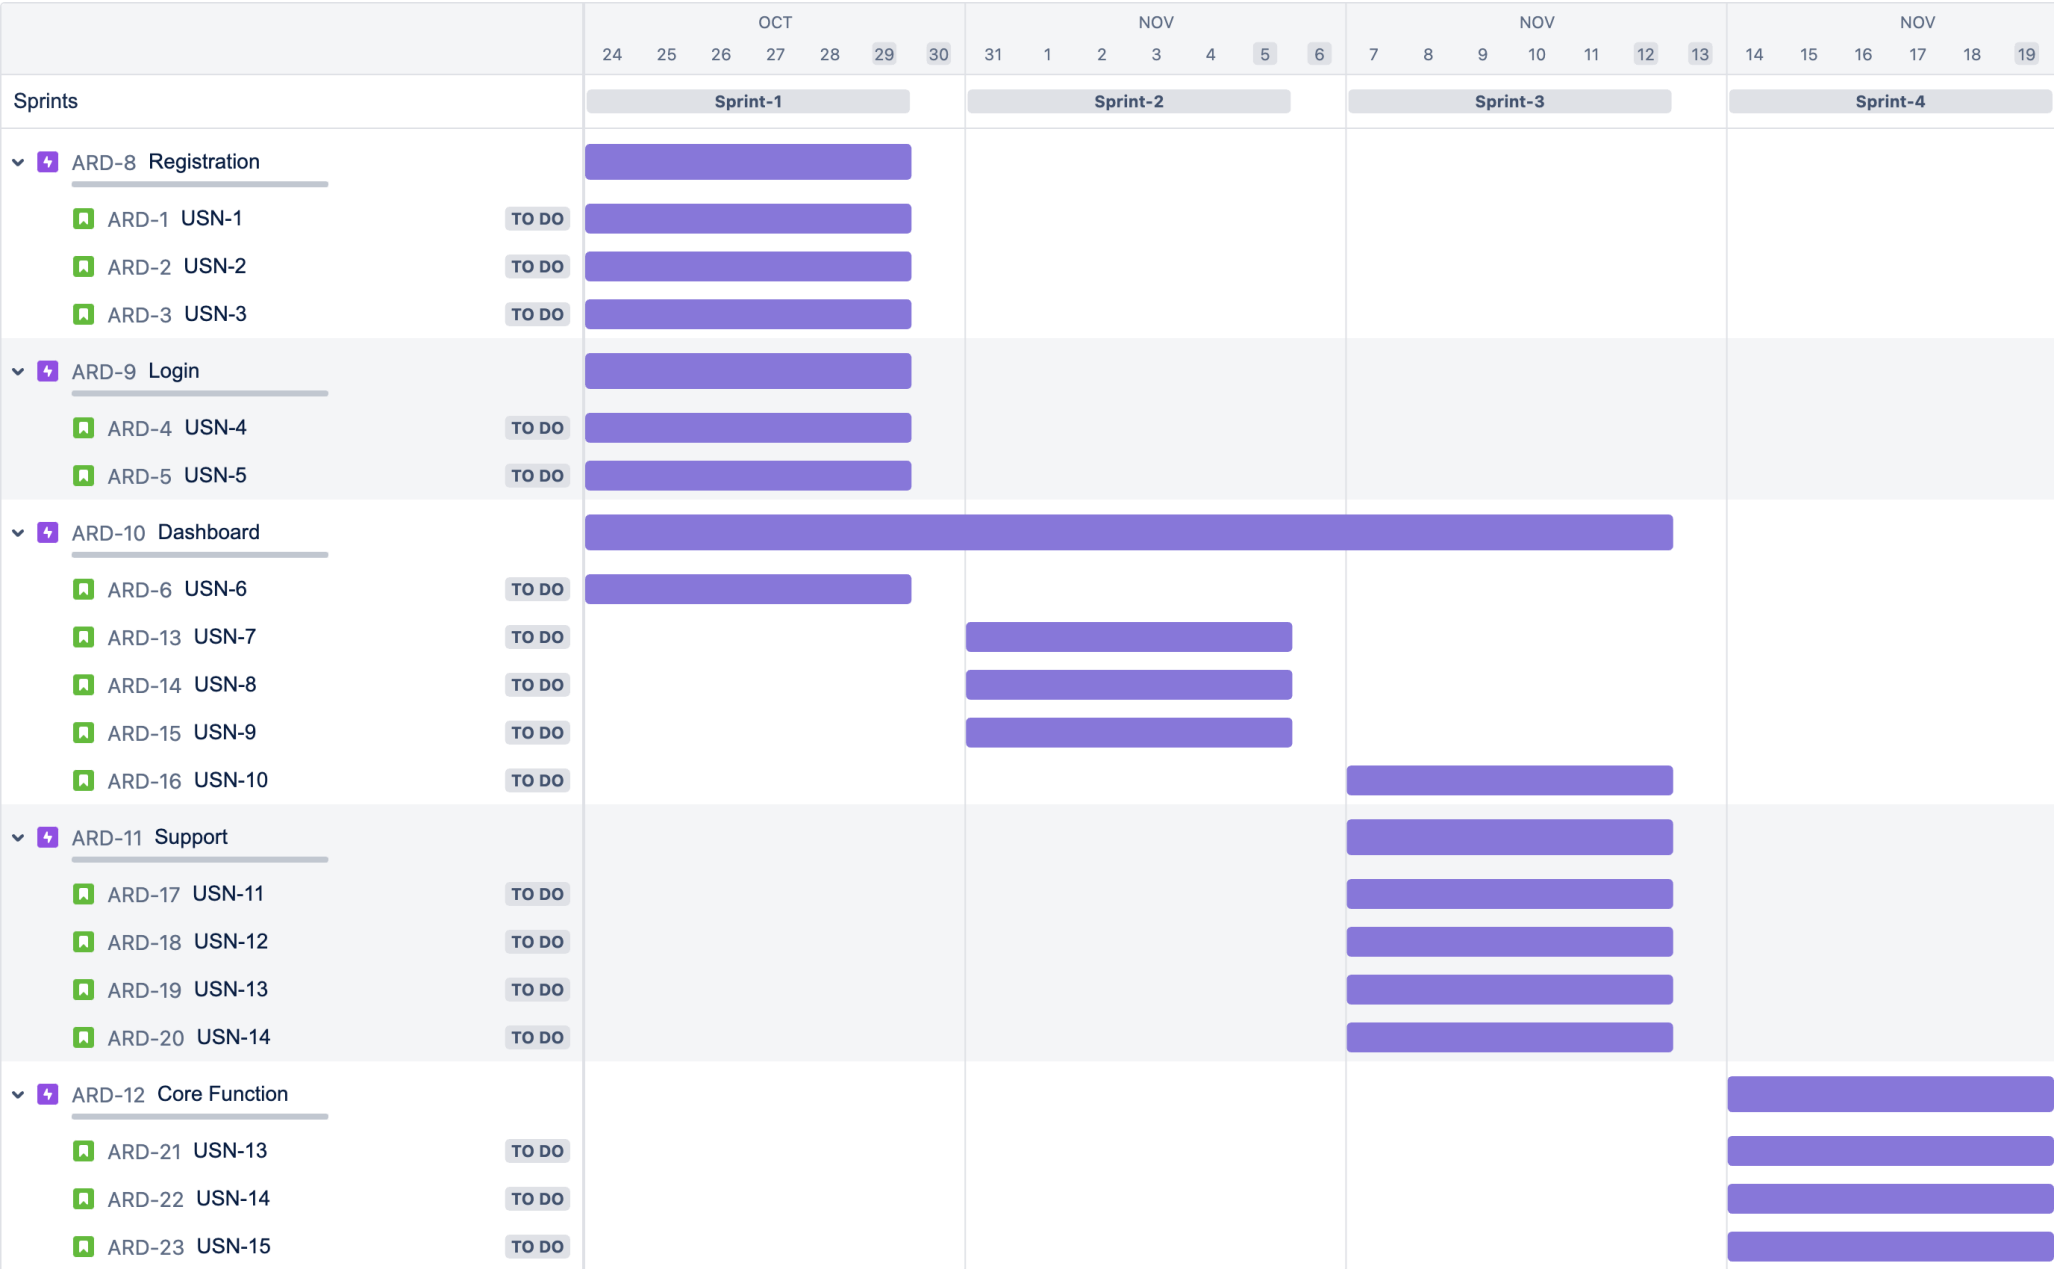 OCT NOV NOV NOV
24 25 26 27 28 29 30 31 1 2 3 4 5 6 7 8 9 10 11 12 13 14 15 16 17 18 19
Sprints Sprint-1 Sprint-2 Sprint-3 Sprint-4
ARD-8 Registration
ARD-1 USN-1 TO DO
ARD-2 USN-2 TO DO
ARD-3 USN-3 TO DO
ARD-9 Login
ARD-4 USN-4 TO DO
ARD-5 USN-5 TO DO
ARD-10 Dashboard
ARD-6 USN-6 TO DO
ARD-13 USN-7 TO DO
ARD-14 USN-8 TO DO
ARD-15 USN-9 TO DO
ARD-16 USN-10 TO DO
ARD-11 Support
ARD-17 USN-11 TO DO
ARD-18 USN-12 TO DO
ARD-19 USN-13 TO DO
ARD-20 USN-14 TO DO
ARD-12 Core Function
ARD-21 USN-13 TO DO
ARD-22 USN-14 TO DO
ARD-23 USN-15 TO DO